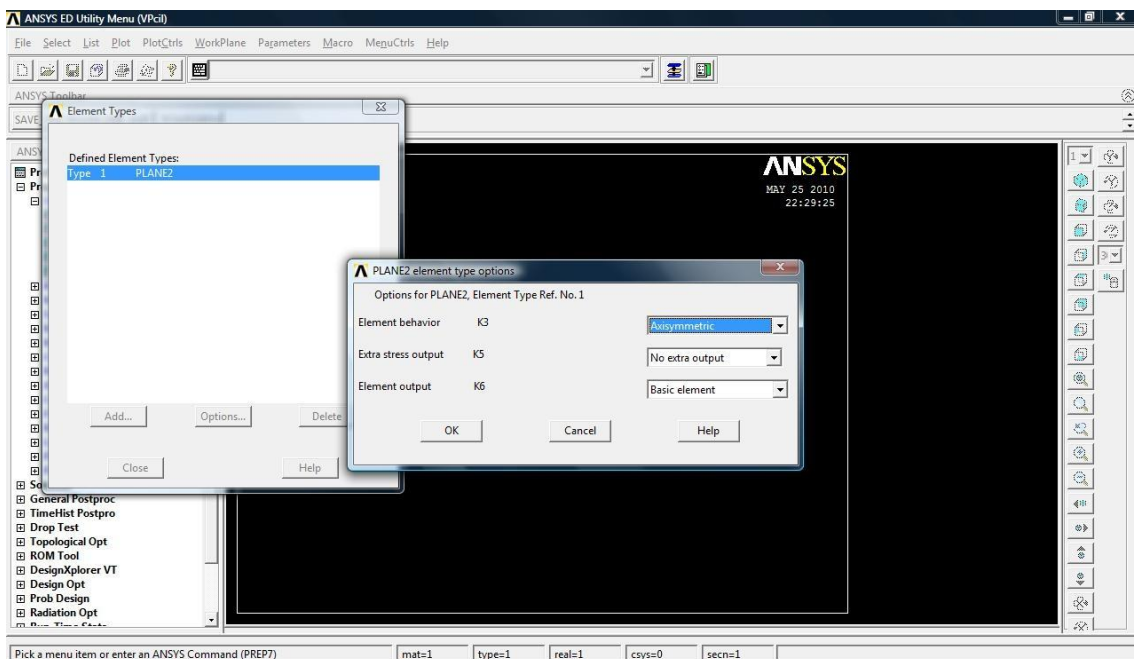 ANSYS ED Utility Menu (VPcil)
File Select List Plot PlotCtrls WorkPlane Parameters Macro MenuCtrls Help
ANSYS Toolbar
SAVE
Element Types
Defined Element Types:
Type 1 PLANE2
Add... Options... Delete
Close Help
ANSYS
MAY 25 2010
22:29:25
PLANE2 element type options
Options for PLANE2, Element Type Ref. No. 1
Element behavior K3 Axisymmetric
Extra stress output K5 No extra output
Element output K6 Basic element
OK Cancel Help
General Postproc
TimeHist Postpro
Drop Test
Topological Opt
ROM Tool
DesignXplorer VT
Design Opt
Prob Design
Radiation Opt
1
3
Pick a menu item or enter an ANSYS Command (PREP7) mat=1 type=1 real=1 csys=0 secn=1